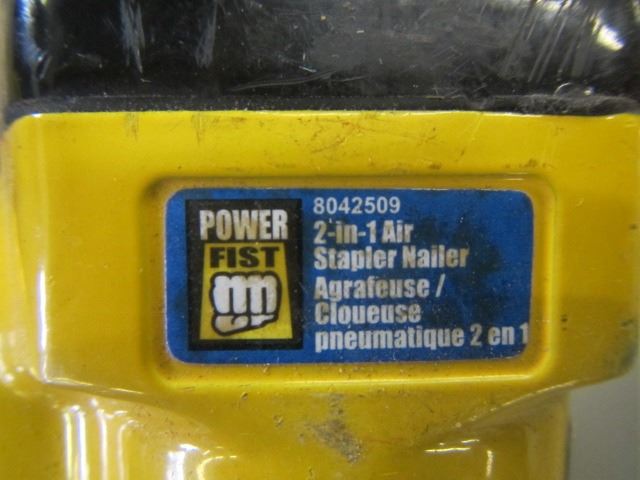 POWER
FIST
8042509
2-in-1 Air
Stapler Nailer
Agrafeuse /
Cloueuse
pneumatique 2 en 1